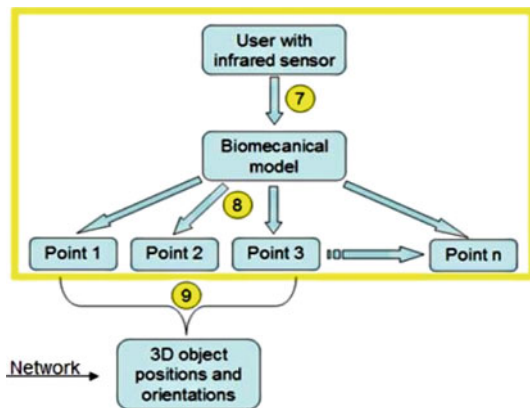 User with
infrared sensor
7
Biomecanical
model
8
Point 1
Point 2
Point 3
Point n
9
Network
3D object
positions and
orientations